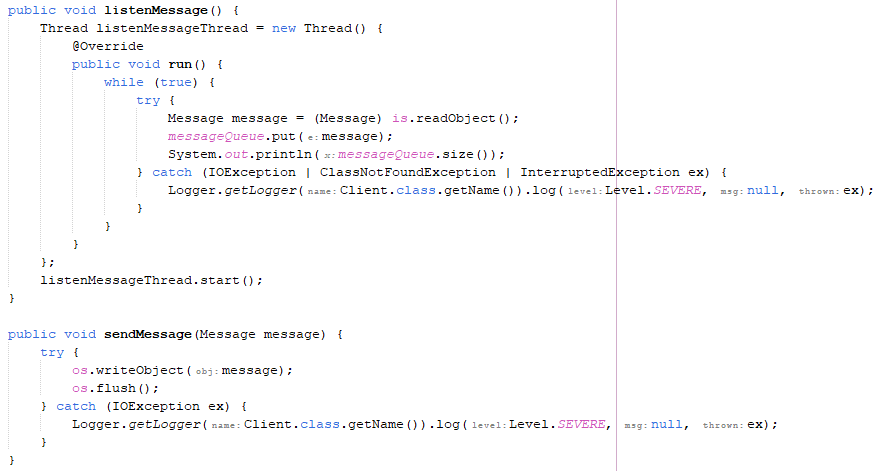 public void listenMessage() {
    Thread listenMessageThread = new Thread() {
        @Override
        public void run() {
            while (true) {
                try {
                    Message message = (Message) is.readObject();
                    messageQueue.put( e: message);
                    System.out.println( x: messageQueue.size());
                } catch (IOException | ClassNotFoundException | InterruptedException ex) {
                    Logger.getLogger( name: Client.class.getName()).log( level: Level.SEVERE, msg: null, thrown: ex);
                }
            }
        }
    };
    listenMessageThread.start();
}

public void sendMessage(Message message) {
    try {
        os.writeObject( obj: message);
        os.flush();
    } catch (IOException ex) {
        Logger.getLogger( name: Client.class.getName()).log( level: Level.SEVERE, msg: null, thrown: ex);
    }
}